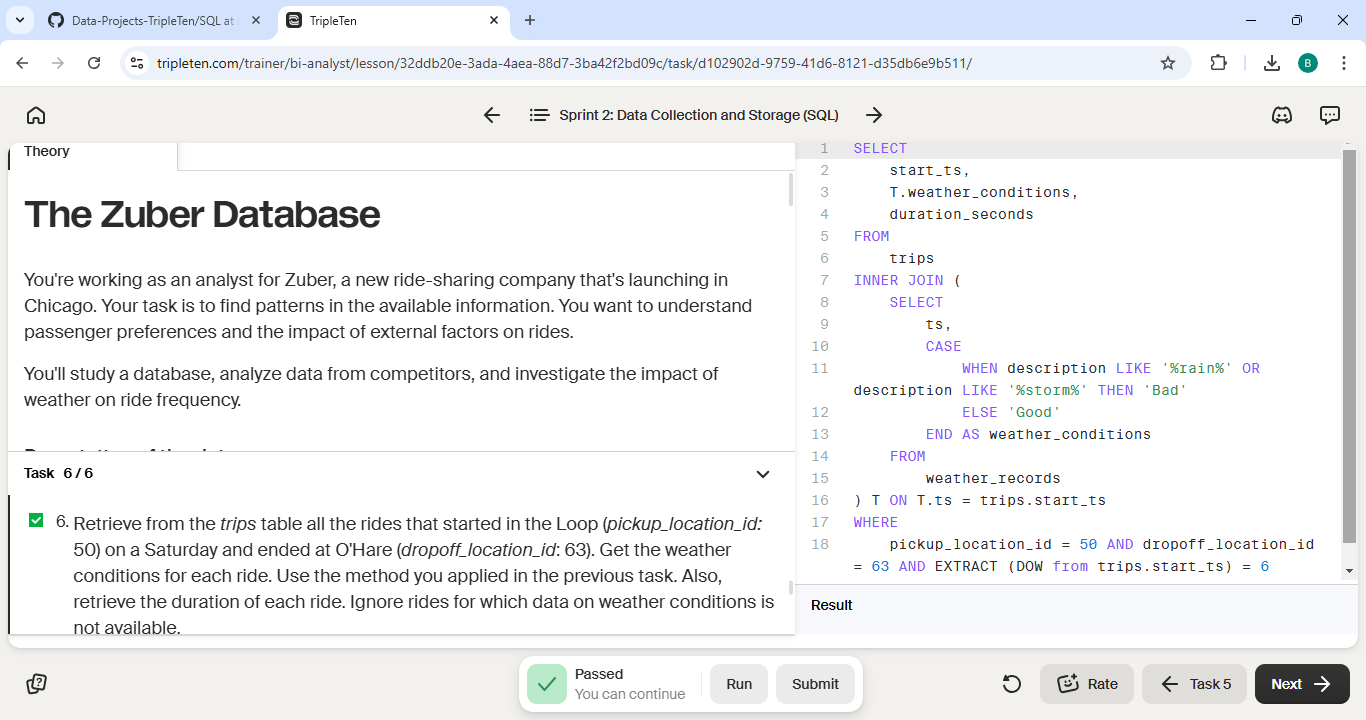 Data-Projects-TripleTen/SQL at
TripleTen
tripleten.com/trainer/bi-analyst/lesson/32ddb20e-3ada-4aea-88d7-3ba42f2bd09c/task/d102902d-9759-41d6-8121-d35db6e9b511/
B
Sprint 2: Data Collection and Storage (SQL)
Theory
The Zuber Database
You're working as an analyst for Zuber, a new ride-sharing company that's launching in
Chicago. Your task is to find patterns in the available information. You want to understand
passenger preferences and the impact of external factors on rides.
You'll study a database, analyze data from competitors, and investigate the impact of
weather on ride frequency.
Task 6 / 6
6. Retrieve from the trips table all the rides that started in the Loop (pickup_location_id:
50) on a Saturday and ended at O'Hare (dropoff_location_id: 63). Get the weather
conditions for each ride. Use the method you applied in the previous task. Also,
retrieve the duration of each ride. Ignore rides for which data on weather conditions is
not available.
1 SELECT
2 start_ts,
3 T.weather_conditions,
4 duration_seconds
5 FROM
6 trips
7 INNER JOIN (
8 SELECT
9 ts,
10 CASE
11 WHEN description LIKE '%rain%' OR
description LIKE '%storm%' THEN 'Bad'
12 ELSE 'Good'
13 END AS weather_conditions
14 FROM
15 weather_records
16 ) T ON T.ts = trips.start_ts
17 WHERE
18 pickup_location_id = 50 AND dropoff_location_id
= 63 AND EXTRACT (DOW from trips.start_ts) = 6
Result
Passed
You can continue
Run
Submit
Rate
Task 5
Next